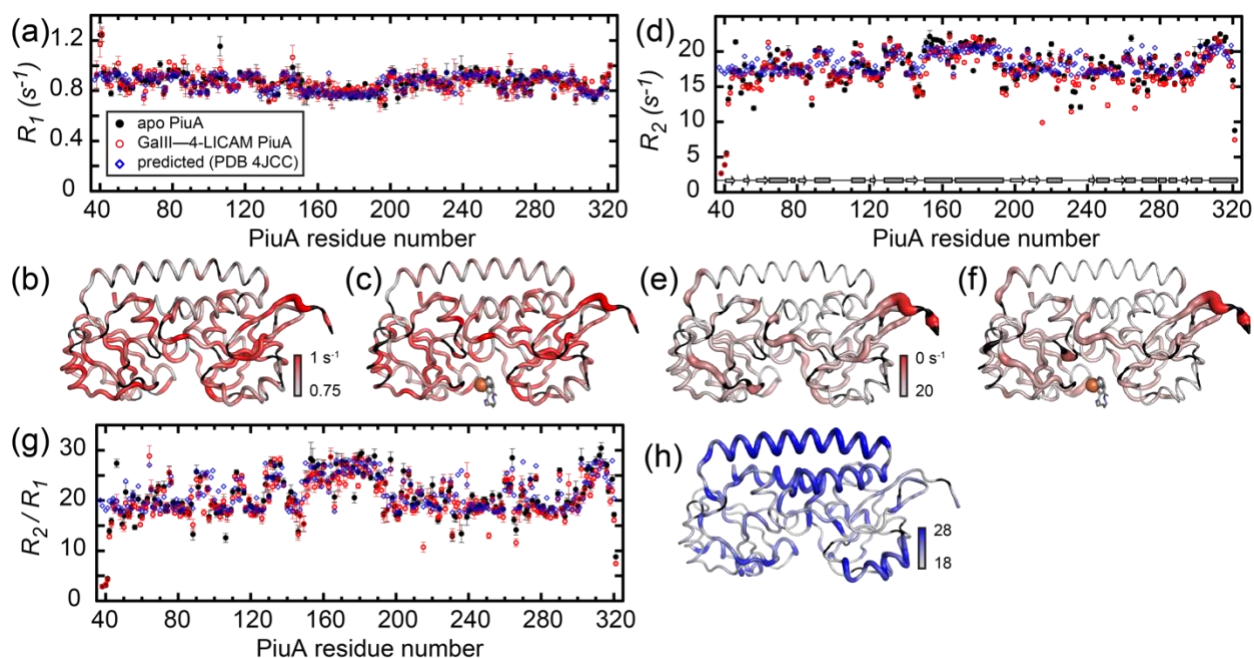 (a)
R1 (s-1)
1.2
0.8
0.4
0
apo PiuA
GaIII—4-LICAM PiuA
predicted (PDB 4JCC)
40 80 120 160 200 240 280 320
PiuA residue number
(d)
R2 (s-1)
20
15
10
5
0
40 80 120 160 200 240 280 320
PiuA residue number
(b)
1 s-1
0.75
(c)
(e)
0 s-1
20
(f)
(g)
R2 / R1
30
20
10
0
40 80 120 160 200 240 280 320
PiuA residue number
(h)
28
18